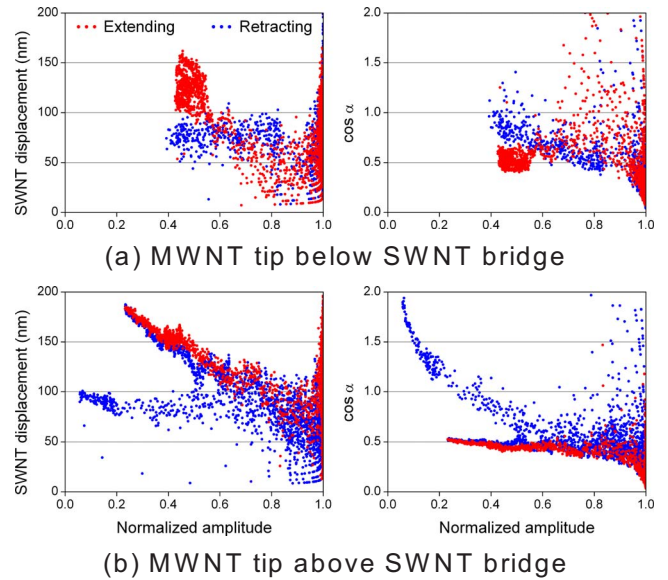 Extending
Retracting
SWNT displacement (nm)
200
150
100
50
0
0.0 0.2 0.4 0.6 0.8 1.0
cos α
2.0
1.5
1.0
0.5
0.0
0.0 0.2 0.4 0.6 0.8 1.0
(a) MWNT tip below SWNT bridge
SWNT displacement (nm)
200
150
100
50
0
0.0 0.2 0.4 0.6 0.8 1.0
Normalized amplitude
cos α
2.0
1.5
1.0
0.5
0.0
0.0 0.2 0.4 0.6 0.8 1.0
Normalized amplitude
(b) MWNT tip above SWNT bridge